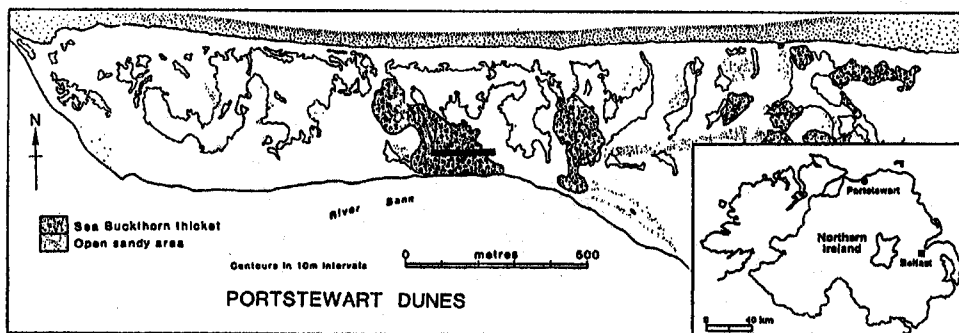 N
Sea Buckthorn thicket
Open sandy area
River Bann
Contours in 10m intervals
0 metres 600
PORTSTEWART DUNES
Portstewart
Northern
Ireland
Belfast
0 40 km